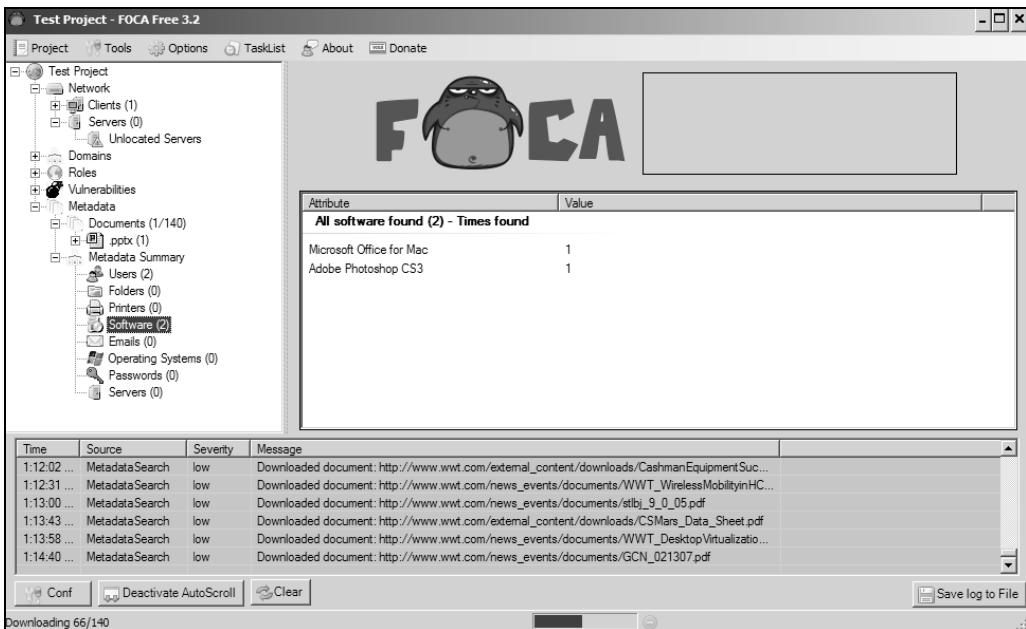 Test Project - FOCA Free 3.2
Project Tools Options TaskList About Donate
Test Project
Network
Clients (1)
Servers (0)
Unlocated Servers
Domains
Roles
Vulnerabilities
Metadata
Documents (1/140)
.pptx (1)
Metadata Summary
Users (2)
Folders (0)
Printers (0)
Software (2)
Emails (0)
Operating Systems (0)
Passwords (0)
Servers (0)
FOCA
Attribute Value
All software found (2) - Times found
Microsoft Office for Mac 1
Adobe Photoshop CS3 1
Time Source Severity Message
1:12:02 ... MetadataSearch low Downloaded document: http://www.wwt.com/external_content/downloads/CashmanEquipmentSuc...
1:12:31 ... MetadataSearch low Downloaded document: http://www.wwt.com/news_events/documents/WWT_WirelessMobilityinHC...
1:13:00 ... MetadataSearch low Downloaded document: http://www.wwt.com/news_events/documents/stlbj_9_0_05.pdf
1:13:43 ... MetadataSearch low Downloaded document: http://www.wwt.com/external_content/downloads/CSMars_Data_Sheet.pdf
1:13:58 ... MetadataSearch low Downloaded document: http://www.wwt.com/news_events/documents/WWT_DesktopVirtualizatio...
1:14:40 ... MetadataSearch low Downloaded document: http://www.wwt.com/news_events/documents/GCN_021307.pdf
Conf Deactivate AutoScroll Clear Save log to File
Downloading 66/140